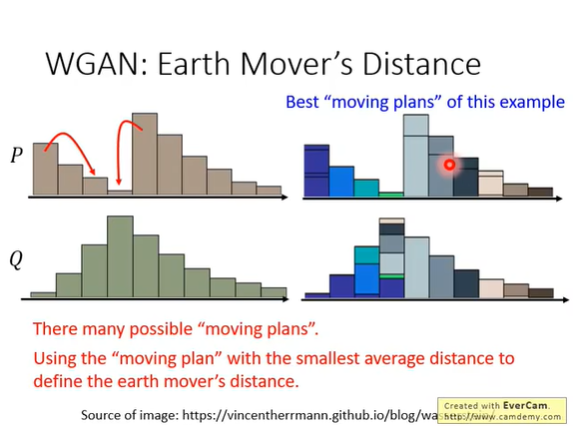 WGAN: Earth Mover's Distance
Best "moving plans" of this example
P
Q
There many possible "moving plans".
Using the "moving plan" with the smallest average distance to
define the earth mover's distance.
Source of image: https://vincentherrmann.github.io/blog/wa
Created with EverCam.
http://www.camdemy.com